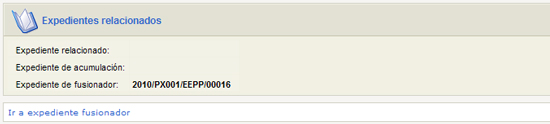 Expedientes relacionados
Expediente relacionado:
Expediente de acumulación:
Expediente de fusionador: 2010/PX001/EEPP/00016
Ir a expediente fusionador